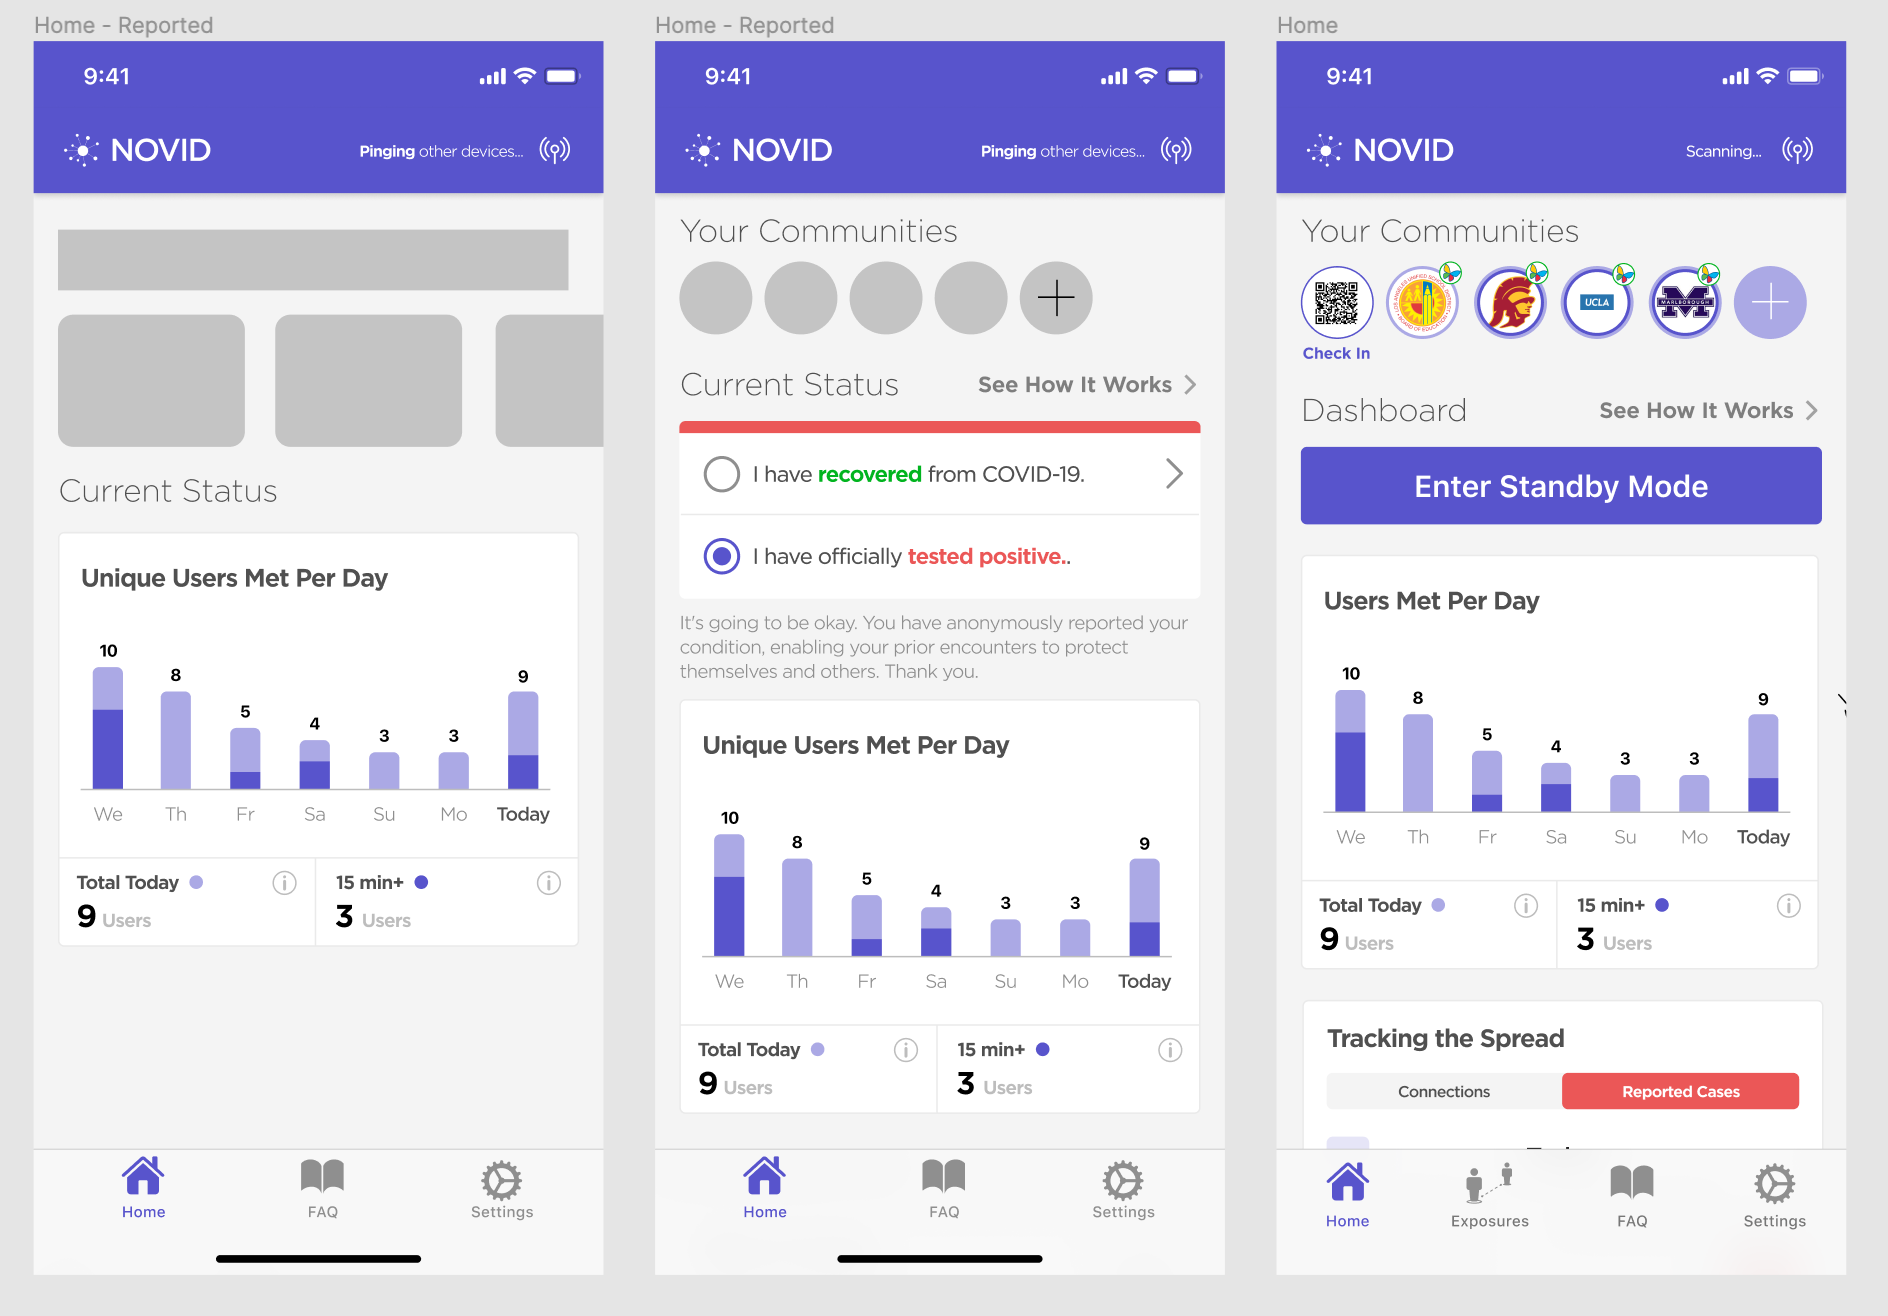 Home - Reported
9:41
NOVID
Pinging other devices...
Current Status
Unique Users Met Per Day
10
8
5
4
3
3
9
We Th Fr Sa Su Mo Today
Total Today
9 Users
15 min+
3 Users
Home
FAQ
Settings
Home - Reported
9:41
NOVID
Pinging other devices...
Your Communities
Current Status
See How It Works
I have recovered from COVID-19.
I have officially tested positive..
It's going to be okay. You have anonymously reported your
condition, enabling your prior encounters to protect
themselves and others. Thank you.
Unique Users Met Per Day
10
8
5
4
3
3
9
We Th Fr Sa Su Mo Today
Total Today
9 Users
15 min+
3 Users
Home
FAQ
Settings
Home
9:41
NOVID
Scanning...
Your Communities
LOS ANGELES UNIFIED SCHOOL DISTRICT
BOARD OF EDUCATION
UCLA
MARLBOROUGH
Check In
Dashboard
See How It Works
Enter Standby Mode
Users Met Per Day
10
8
5
4
3
3
9
We Th Fr Sa Su Mo Today
Total Today
9 Users
15 min+
3 Users
Tracking the Spread
Connections
Reported Cases
Home
Exposures
FAQ
Settings